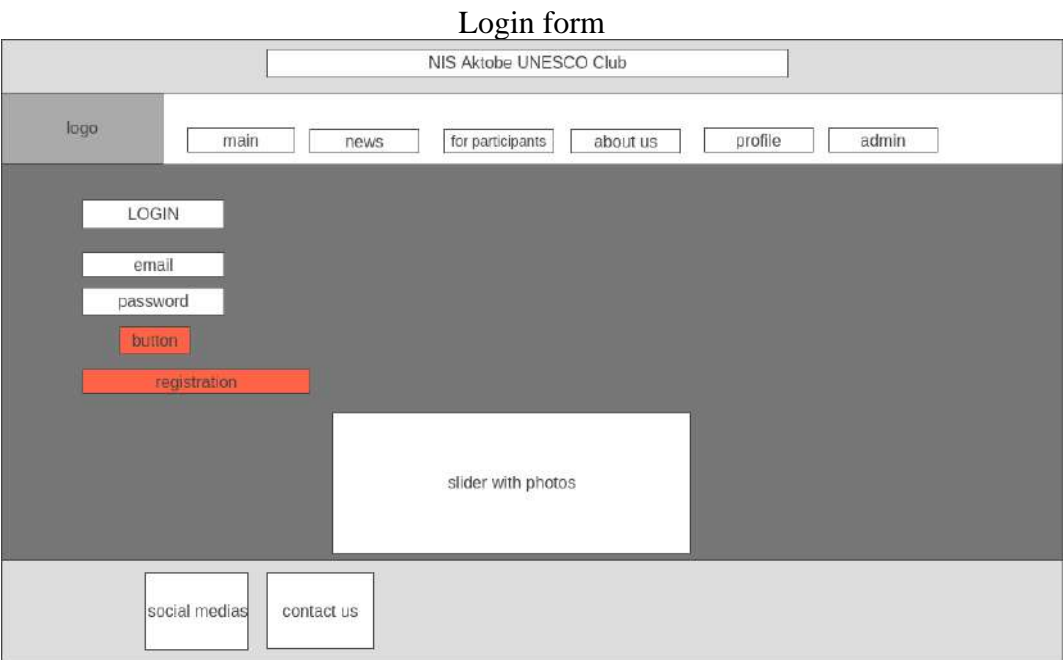 Login form
NIS Aktobe UNESCO Club
logo
main news for participants about us profile admin
LOGIN
email
password
button
registration
slider with photos
social medias contact us